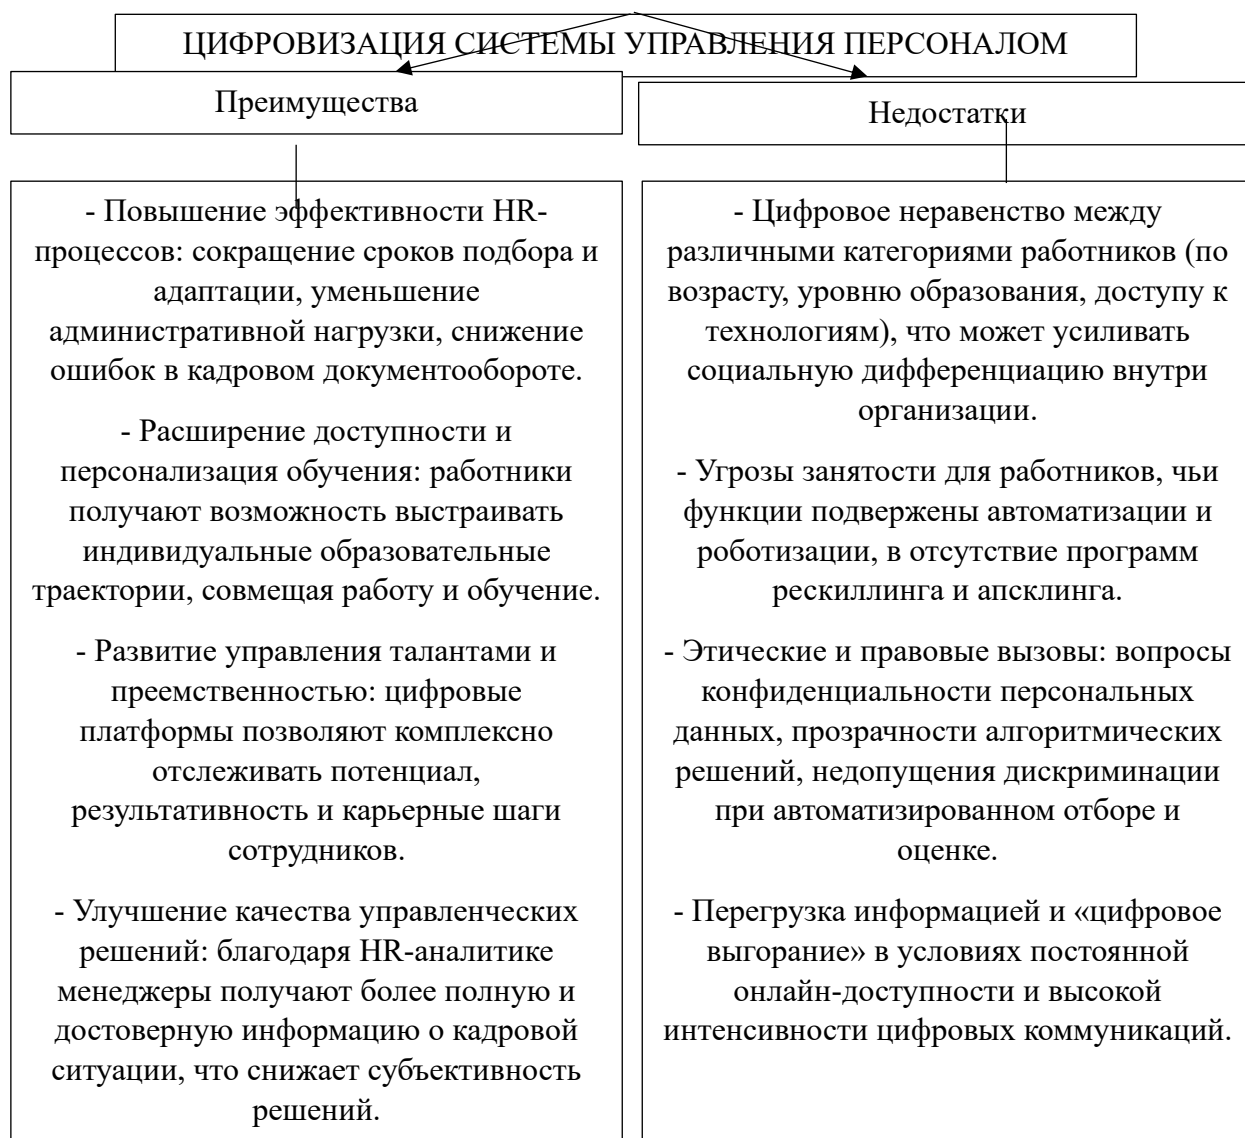 ЦИФРОВИЗАЦИЯ СИСТЕМЫ УПРАВЛЕНИЯ ПЕРСОНАЛОМ
Преимущества
- Повышение эффективности HR-
процессов: сокращение сроков подбора и
адаптации, уменьшение
административной нагрузки, снижение
ошибок в кадровом документообороте.
- Расширение доступности и
персонализация обучения: работники
получают возможность выстраивать
индивидуальные образовательные
траектории, совмещая работу и обучение.
- Развитие управления талантами и
преемственностью: цифровые
платформы позволяют комплексно
отслеживать потенциал,
результативность и карьерные шаги
сотрудников.
- Улучшение качества управленческих
решений: благодаря HR-аналитике
менеджеры получают более полную и
достоверную информацию о кадровой
ситуации, что снижает субъективность
решений.
Недостатки
- Цифровое неравенство между
различными категориями работников (по
возрасту, уровню образования, доступу к
технологиям), что может усиливать
социальную дифференциацию внутри
организации.
- Угрозы занятости для работников, чьи
функции подвержены автоматизации и
роботизации, в отсутствие программ
рескиллинга и апсклинга.
- Этические и правовые вызовы: вопросы
конфиденциальности персональных
данных, прозрачности алгоритмических
решений, недопущения дискриминации
при автоматизированном отборе и
оценке.
- Перегрузка информацией и «цифровое
выгорание» в условиях постоянной
онлайн-доступности и высокой
интенсивности цифровых коммуникаций.